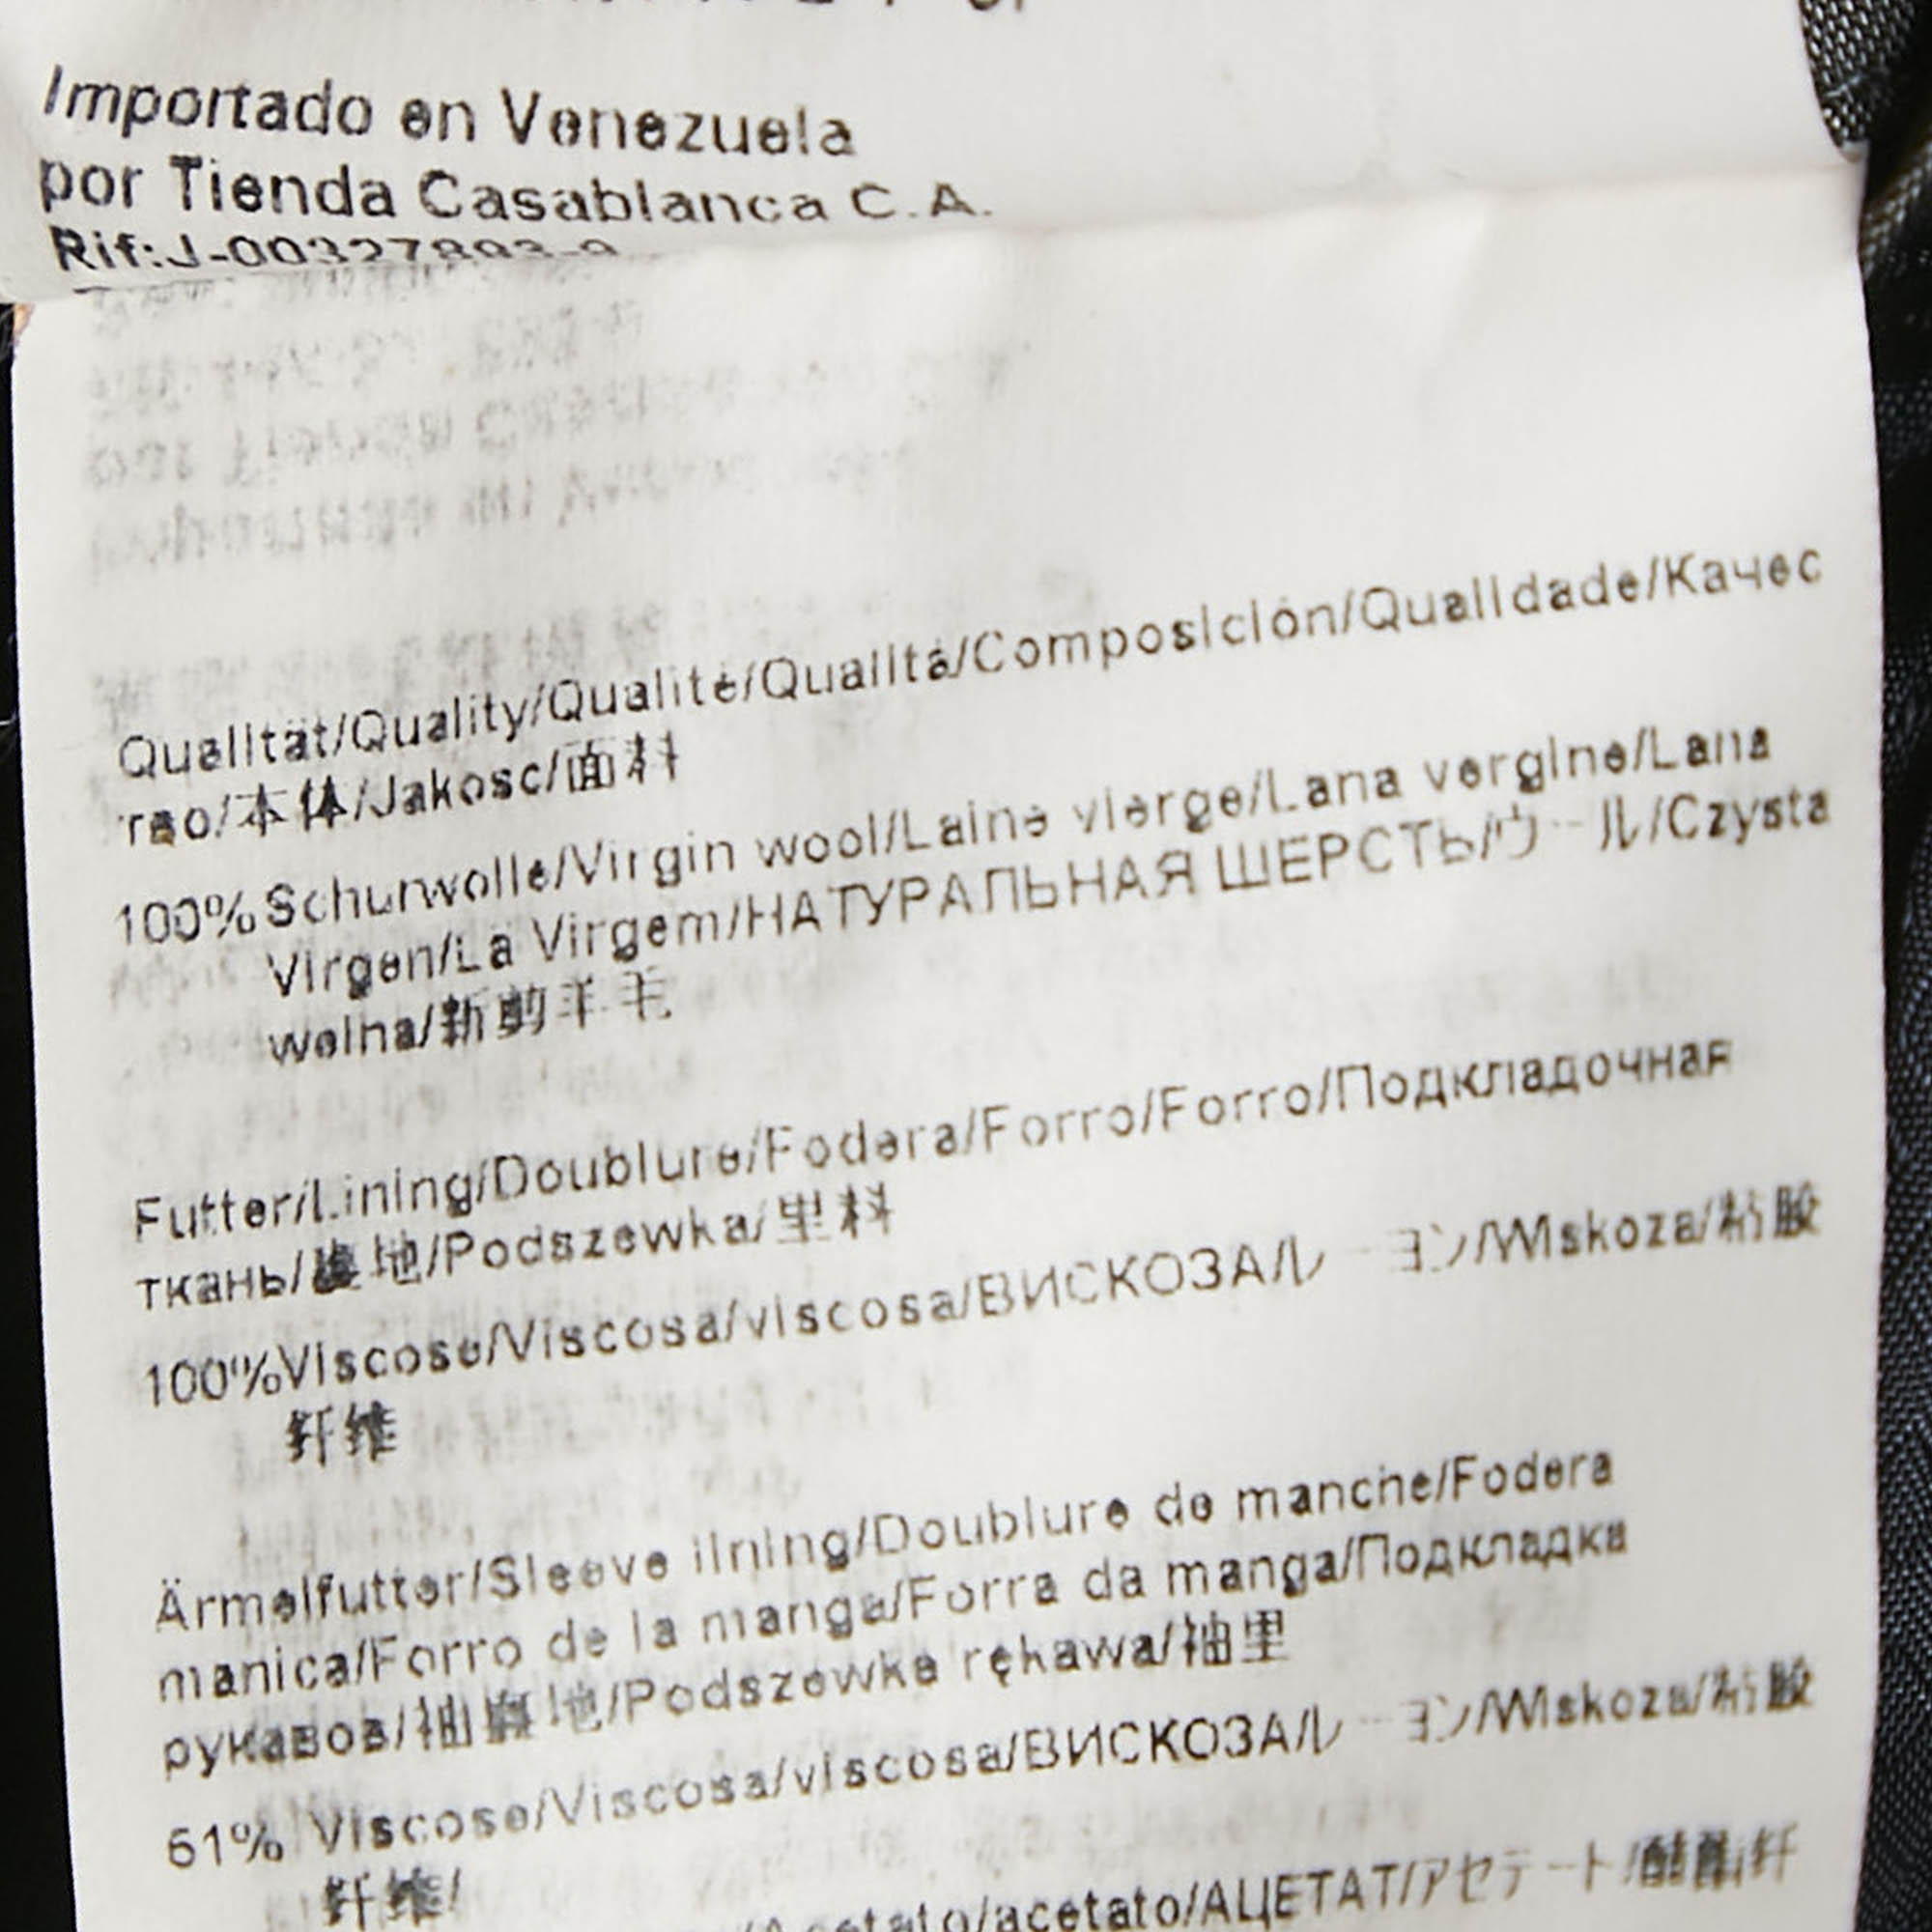 Importado en Venezuela
por Tienda Casablanca C.A.
Rif:J-00327893-9
Qualität/Quality/Qualité/Qualità/Composición/Qualidade/Качес
тво/本体/Jakosc/面料
100% Schurwolle/Virgin wool/Laine vierge/Lana vergine/Lana
Virgen/La Virgem/НАТУРАЛЬНАЯ ШЕРСТЬ/ウール/Czysta
welna/新剪羊毛
Futter/Lining/Doublure/Fodera/Forro/Forro/Подкладочная
ткань/裏地/Podszewka/里料
100%Viscose/Viscosa/viscosa/ВИСКОЗА/レーヨン/Wiskoza/粘胶
纤维
Ärmelfutter/Sleeve lining/Doublure de manche/Fodera
manica/Forro de la manga/Forra da manga/Подкладка
рукавов/袖裏地/Podszewka rękawa/袖里
51% Viscose/Viscosa/viscosa/ВИСКОЗА/レーヨン/Wiskoza/粘胶
纤维/
/Acetato/acetato/АЦЕТАТ/アセテート/醋酯纤